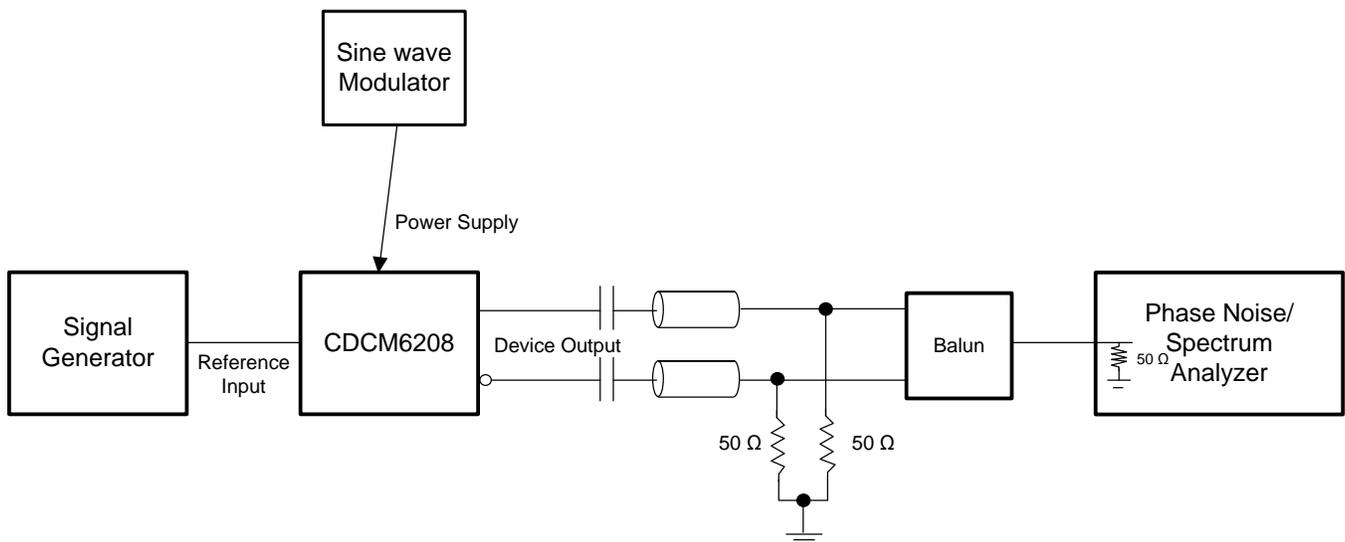 Sine wave
Modulator
Power Supply
Signal
Generator
Reference
Input
CDCM6208
Device Output
Balun
Phase Noise/
Spectrum
Analyzer
50 Ω
50 Ω
50 Ω